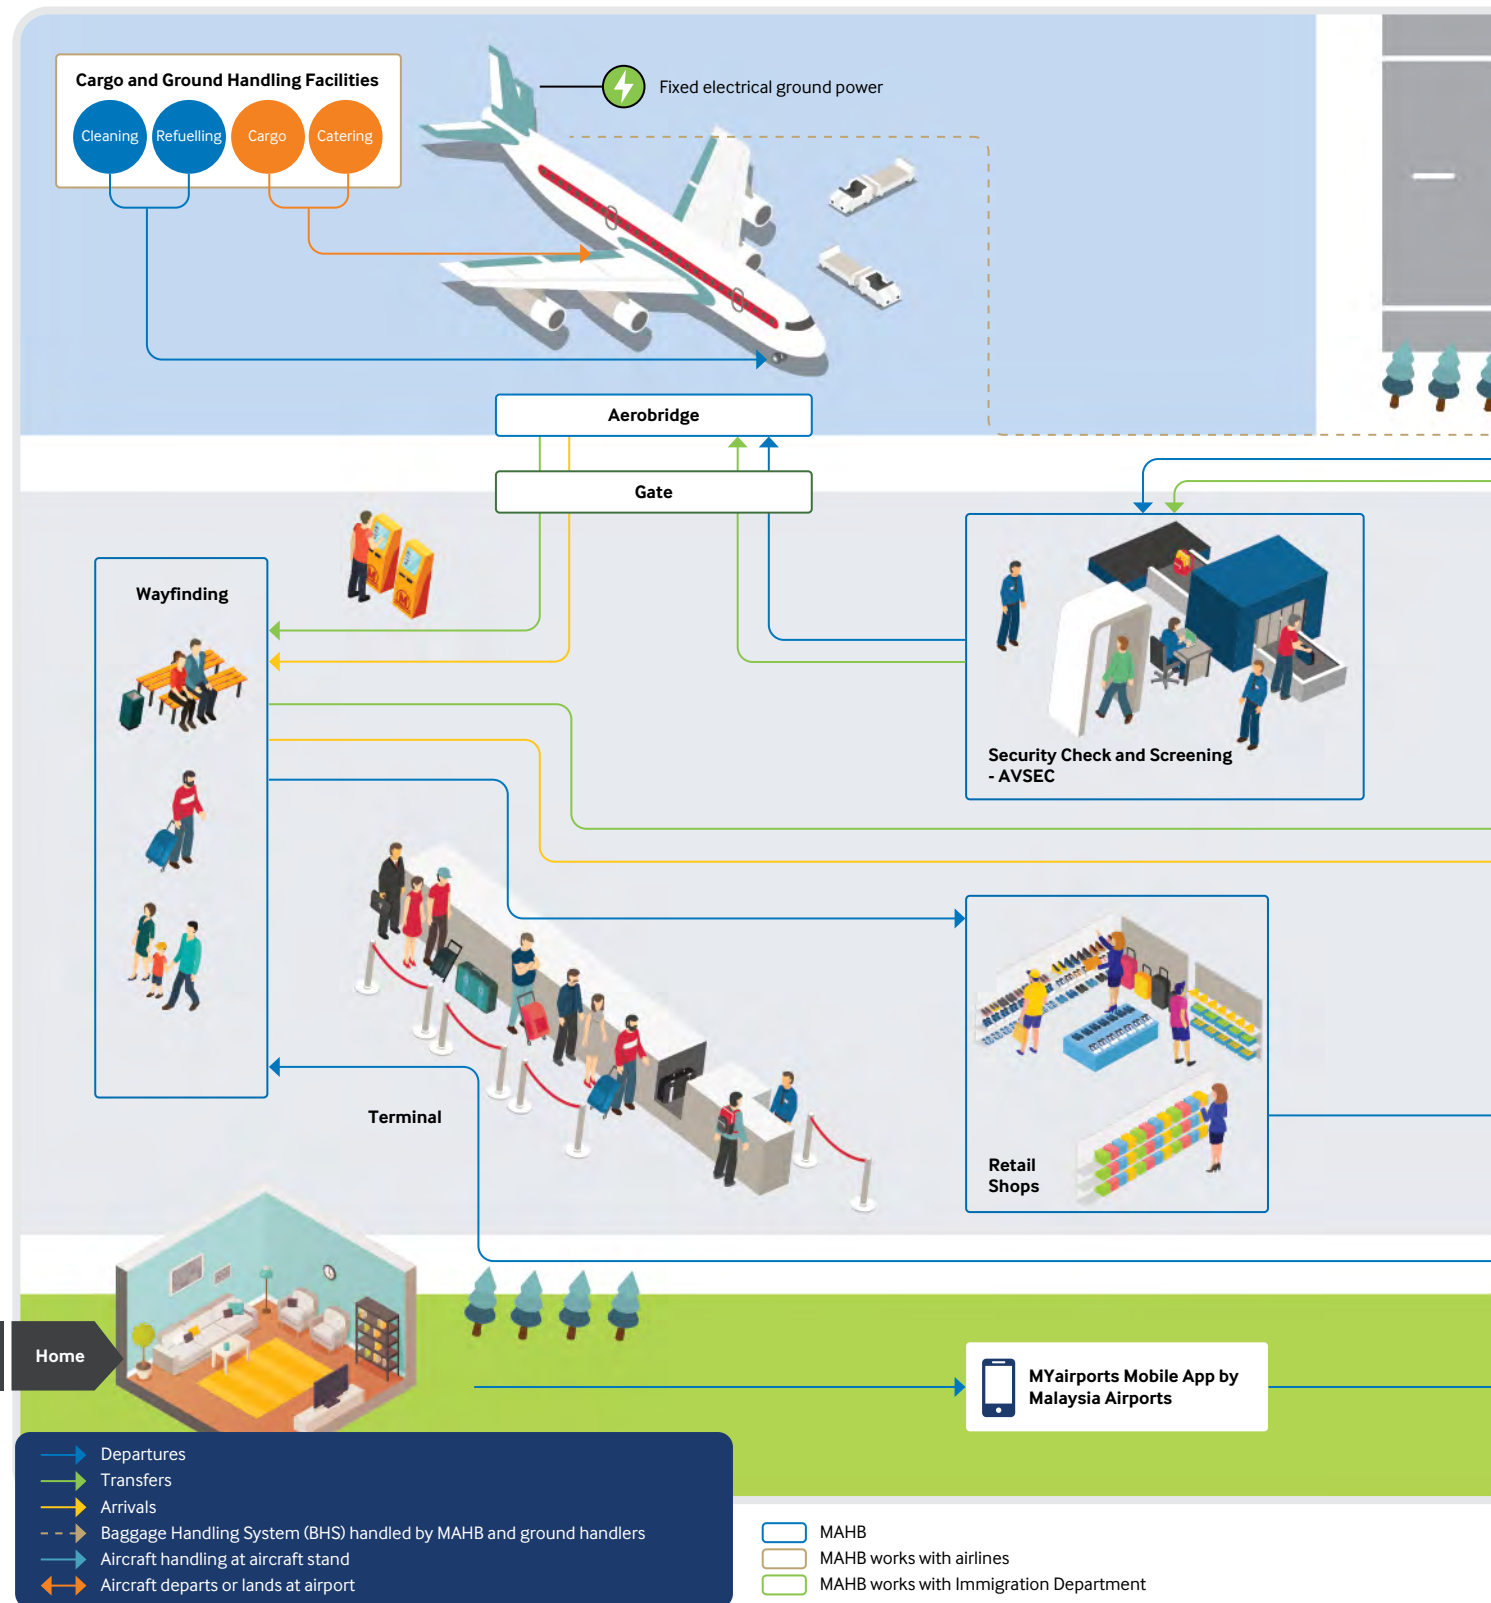 Cargo and Ground Handling Facilities
Cleaning
Refuelling
Cargo
Catering
Fixed electrical ground power
Aerobridge
Gate
Wayfinding
Security Check and Screening
- AVSEC
Terminal
Retail
Shops
Home
MYairports Mobile App by
Malaysia Airports
Departures
Transfers
Arrivals
Baggage Handling System (BHS) handled by MAHB and ground handlers
Aircraft handling at aircraft stand
Aircraft departs or lands at airport
MAHB
MAHB works with airlines
MAHB works with Immigration Department